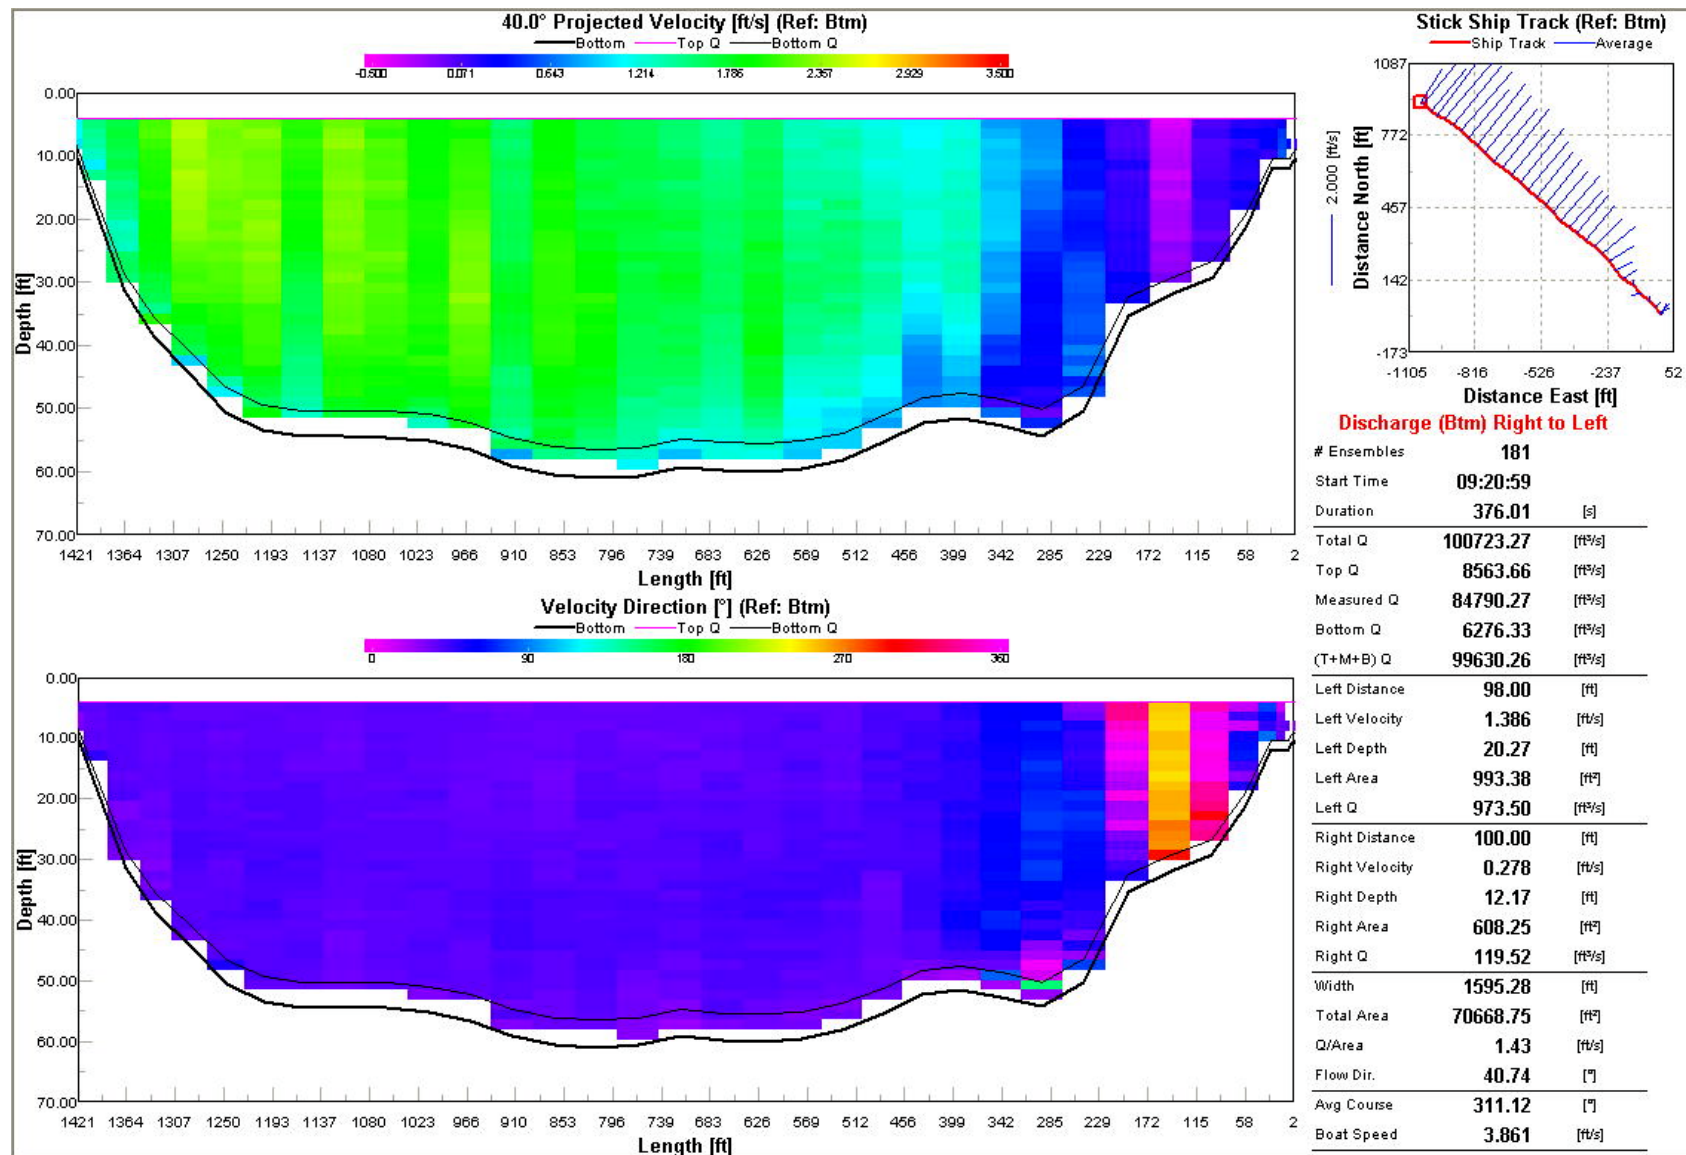 40.0° Projected Velocity [ft/s] (Ref: Btm)
Bottom Top Q Bottom Q
-0.500 0.071 0.643 1.214 1.786 2.357 2.929 3.500
0.00
10.00
20.00
30.00
40.00
50.00
60.00
70.00
Depth [ft]
1421 1364 1307 1250 1193 1137 1080 1023 966 910 853 796 739 683 626 569 512 456 399 342 285 229 172 115 58 2
Length [ft]
Velocity Direction [°] (Ref: Btm)
Bottom Top Q Bottom Q
0 90 180 270 360
0.00
10.00
20.00
30.00
40.00
50.00
60.00
70.00
Depth [ft]
1421 1364 1307 1250 1193 1137 1080 1023 966 910 853 796 739 683 626 569 512 456 399 342 285 229 172 115 58 2
Length [ft]
Stick Ship Track (Ref: Btm)
Ship Track Average
2.000 [ft/s]
Distance North [ft]
1087
772
457
142
-173
-1105 -816 -526 -237 52
Distance East [ft]
Discharge (Btm) Right to Left
# Ensembles 181
Start Time 09:20:59
Duration 376.01 [s]
Total Q 100723.27 [ft³/s]
Top Q 8563.66 [ft³/s]
Measured Q 84790.27 [ft³/s]
Bottom Q 6276.33 [ft³/s]
(T+M+B) Q 99630.26 [ft³/s]
Left Distance 98.00 [ft]
Left Velocity 1.386 [ft/s]
Left Depth 20.27 [ft]
Left Area 993.38 [ft²]
Left Q 973.50 [ft³/s]
Right Distance 100.00 [ft]
Right Velocity 0.278 [ft/s]
Right Depth 12.17 [ft]
Right Area 608.25 [ft²]
Right Q 119.52 [ft³/s]
Width 1595.28 [ft]
Total Area 70668.75 [ft²]
Q/Area 1.43 [ft/s]
Flow Dir. 40.74 [°]
Avg Course 311.12 [°]
Boat Speed 3.861 [ft/s]